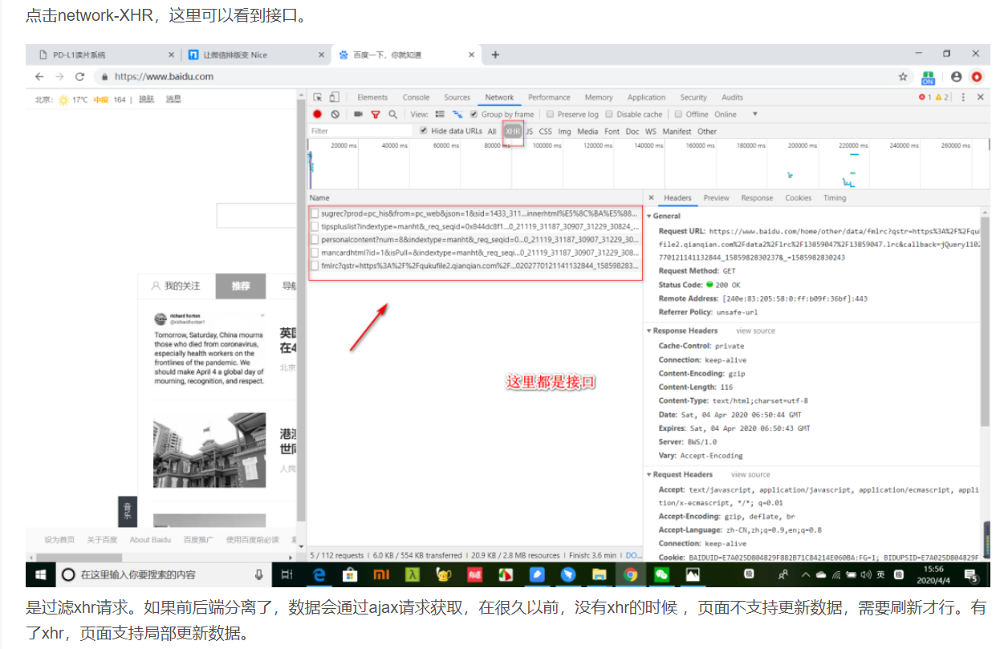 点击network-XHR，这里可以看到接口。
PD-L1读片系统
让微信排版变 Nice
百度一下，你就知道
https://www.baidu.com
ON
北京: 17℃ 中度 164 | 换肤 消息
Elements Console Sources Network Performance Memory Application Security Audits 1 2
View: Group by frame Preserve log Disable cache Offline Online
Filter Hide data URLs All XHR JS CSS Img Media Font Doc WS Manifest Other
20000 ms 40000 ms 60000 ms 80000 ms 100000 ms 120000 ms 140000 ms 160000 ms 180000 ms 200000 ms 220000 ms 240000 ms 260000 ms
Name
sugrec?prod=pc_his&from=pc_web&json=1&sid=1433_311...innerhtml%E5%8C%BA%E5%88...
tipspluslist?indextype=manht&_req_seqid=0x844dc8f1...0_21119_31187_30907_31229_30824_...
personalcontent?num=8&indextype=manht&_req_seqid=0...0_21119_31187_30907_31229_30...
mancardhtml?id=1&isPull=&indextype=manht&_req_seqi...0_21119_31187_30907_31229_308...
fmlrc?qstr=https%3A%2F%2Fqukufile2.qianqian.com%2F...0202770121141132844_158598283...
这里都是接口
Headers Preview Response Cookies Timing
General
Request URL: https://www.baidu.com/home/other/data/fmlrc?qstr=https%3A%2F%2Fqu
file2.qianqian.com%2Fdata2%2Flrc%2F13859047%2F13859047.lrc&callback=jQuery1102
770121141132844_1585982830237&_=1585982830243
Request Method: GET
Status Code: 200 OK
Remote Address: [240e:83:205:58:0:ff:b09f:36bf]:443
Referrer Policy: unsafe-url
Response Headers view source
Cache-Control: private
Connection: keep-alive
Content-Encoding: gzip
Content-Length: 116
Content-Type: text/html;charset=utf-8
Date: Sat, 04 Apr 2020 06:50:44 GMT
Expires: Sat, 04 Apr 2020 06:50:43 GMT
Server: BWS/1.0
Vary: Accept-Encoding
Request Headers view source
Accept: text/javascript, application/javascript, application/ecmascript, appli
tion/x-ecmascript, */*; q=0.01
Accept-Encoding: gzip, deflate, br
Accept-Language: zh-CN,zh;q=0.9,en;q=0.8
Connection: keep-alive
Cookie: BAIDUID=E7A025D804829F882B71C84214E060BA:FG=1; BIDUPSID=E7A025D804829F
我的关注 推荐 导航
richard horton
@richardhorton1
Tomorrow, Saturday, China mourns
those who died from coronavirus,
especially health workers on the
frontlines of the pandemic. We
should make April 4 a global day of
mourning, recognition, and respect.
英国
在4
北京
港澳
世同
人民
音乐
设为首页 关于百度 About Baidu 百度推广 使用百度前必读
5 / 112 requests | 6.0 KB / 554 KB transferred | 20.9 KB / 2.8 MB resources | Finish: 3.6 min | DO...
在这里输入你要搜索的内容
英
15:56
2020/4/4
5
是过滤xhr请求。如果前后端分离了，数据会通过ajax请求获取，在很久以前，没有xhr的时候 ，页面不支持更新数据，需要刷新才行。有
了xhr，页面支持局部更新数据。